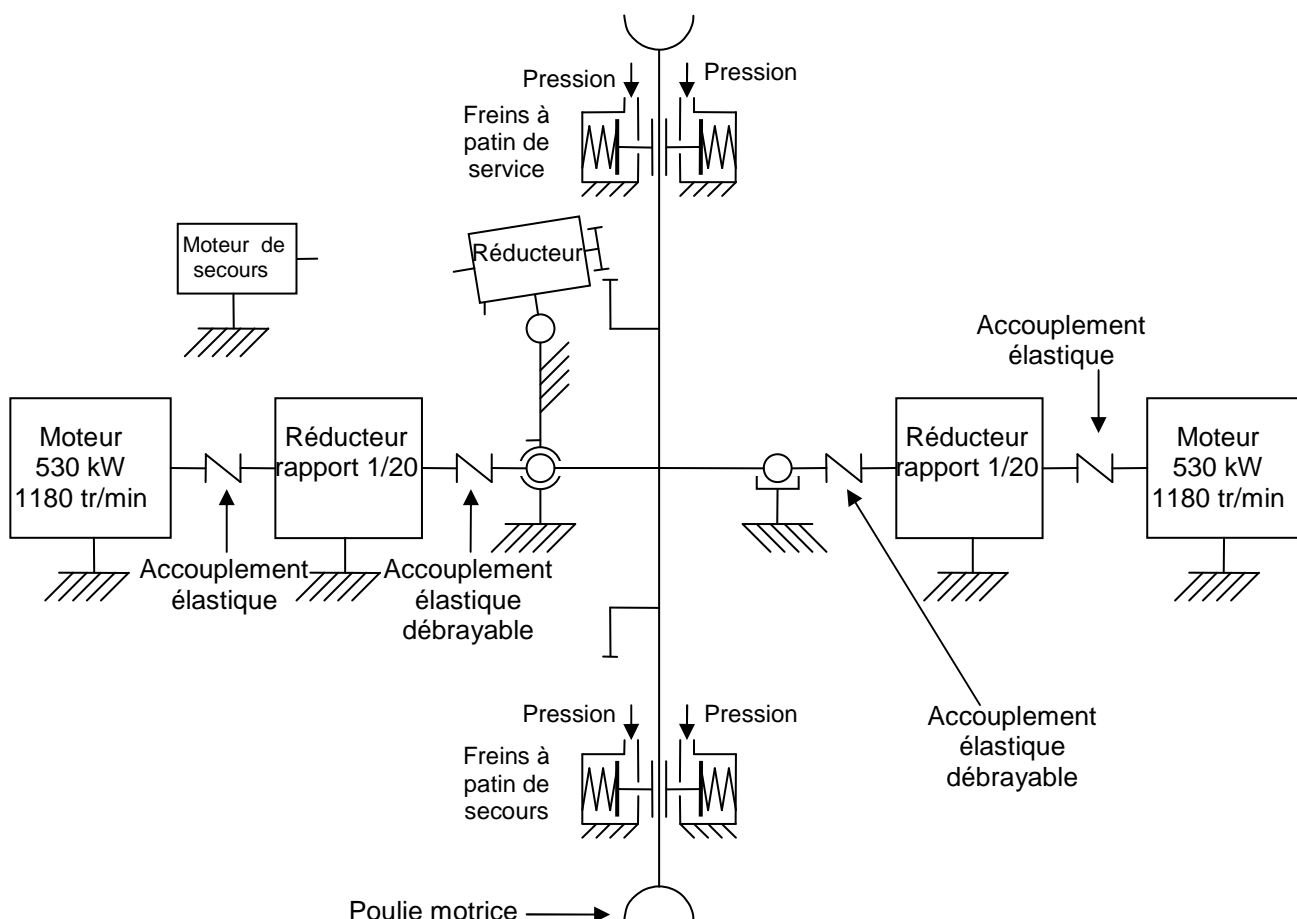 Pression
Pression
Freins à
patin de
service
Moteur de
secours
Réducteur
Accouplement
élastique
Moteur
530 kW
1180 tr/min
Réducteur
rapport 1/20
Réducteur
rapport 1/20
Moteur
530 kW
1180 tr/min
Accouplement
élastique
Accouplement
élastique
débrayable
Pression
Pression
Freins à
patin de
secours
Accouplement
élastique
débrayable
Poulie motrice